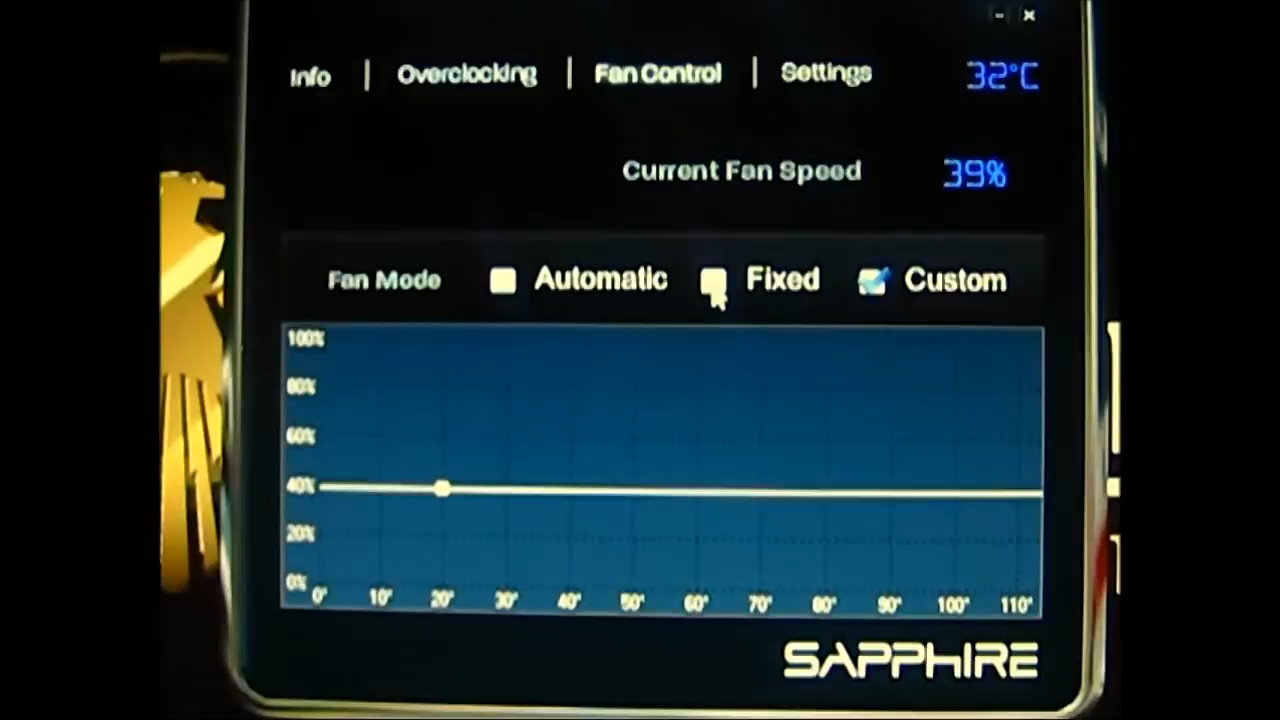 Info | Overclocking | Fan Control | Settings 32°C
Current Fan Speed 39%
Fan Mode Automatic Fixed Custom
100%
80%
60%
40%
20%
0%
0° 10° 20° 30° 40° 50° 60° 70° 80° 90° 100° 110°
SAPPHIRE